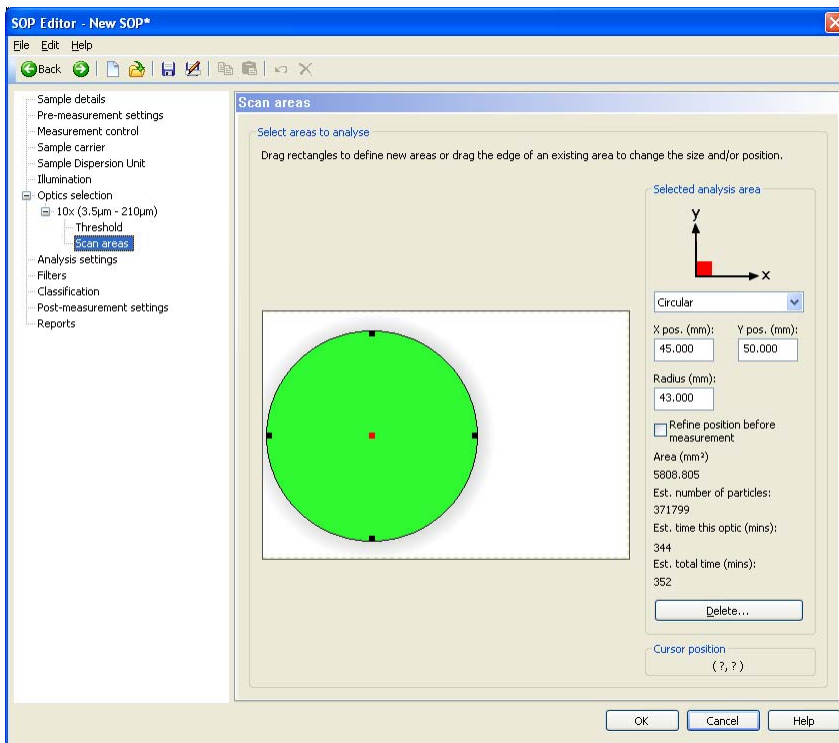 SOP Editor - New SOP*
File Edit Help
Back
Sample details
Pre-measurement settings
Measurement control
Sample carrier
Sample Dispersion Unit
Illumination
Optics selection
10x (3.5µm - 210µm)
Threshold
Scan areas
Analysis settings
Filters
Classification
Post-measurement settings
Reports
Scan areas
Select areas to analyse
Drag rectangles to define new areas or drag the edge of an existing area to change the size and/or position.
Selected analysis area
y
x
Circular
X pos. (mm): Y pos. (mm):
45.000 50.000
Radius (mm):
43.000
Refine position before
measurement
Area (mm²)
5808.805
Est. number of particles:
371799
Est. time this optic (mins):
344
Est. total time (mins):
352
Delete...
Cursor position
(?, ?)
OK Cancel Help